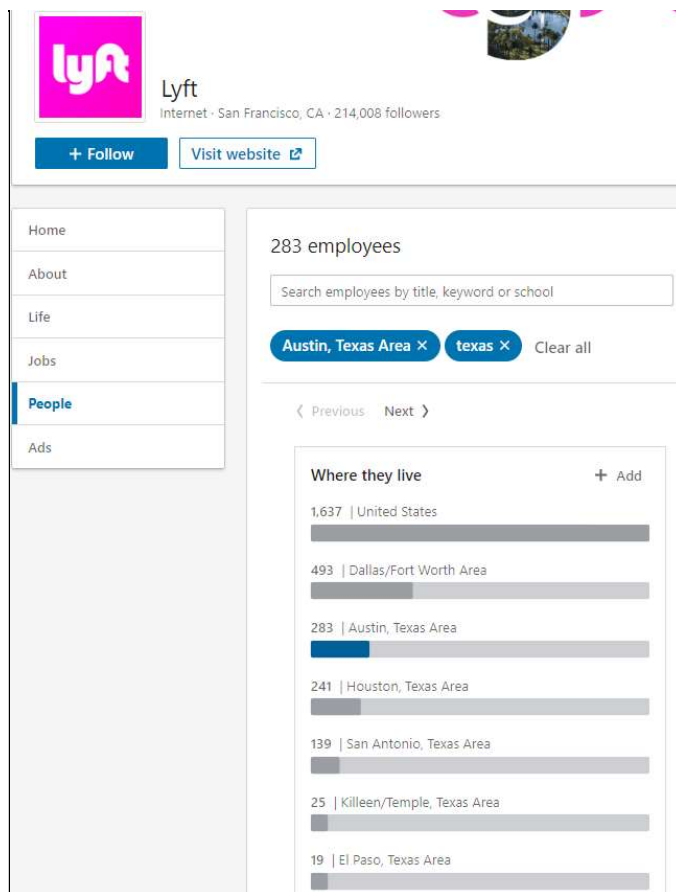 lyft
Lyft
Internet · San Francisco, CA · 214,008 followers
+ Follow
Visit website
Home
About
Life
Jobs
People
Ads
283 employees
Search employees by title, keyword or school
Austin, Texas Area ×
texas ×
Clear all
< Previous
Next >
Where they live
+ Add
1,637 | United States
493 | Dallas/Fort Worth Area
283 | Austin, Texas Area
241 | Houston, Texas Area
139 | San Antonio, Texas Area
25 | Killeen/Temple, Texas Area
19 | El Paso, Texas Area